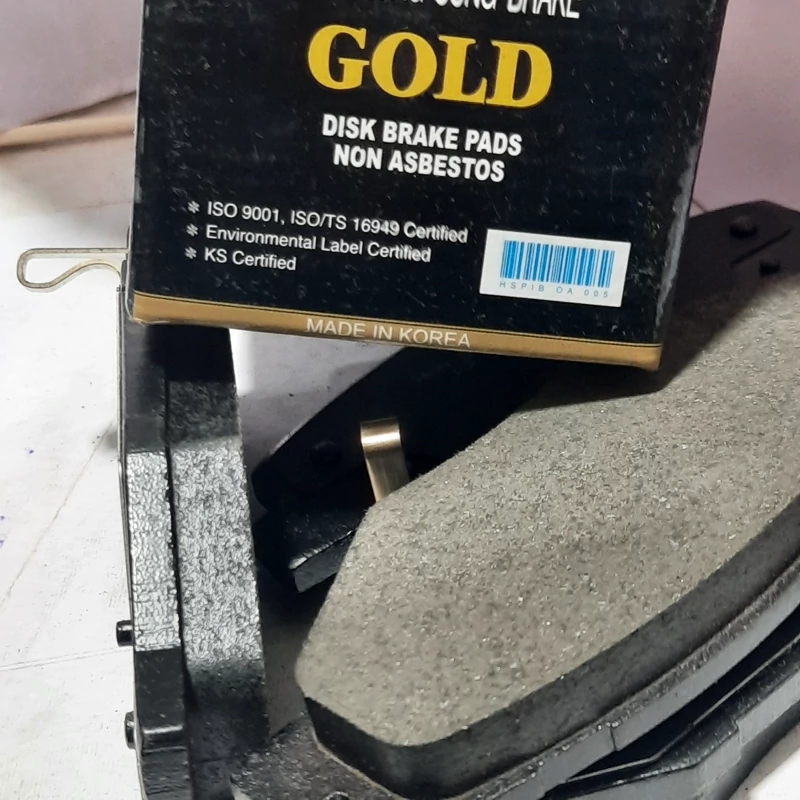 BRAKE
GOLD
DISK BRAKE PADS
NON ASBESTOS
* ISO 9001, ISO/TS 16949 Certified
* Environmental Label Certified
* KS Certified
HSPIB OA 005
MADE IN KOREA